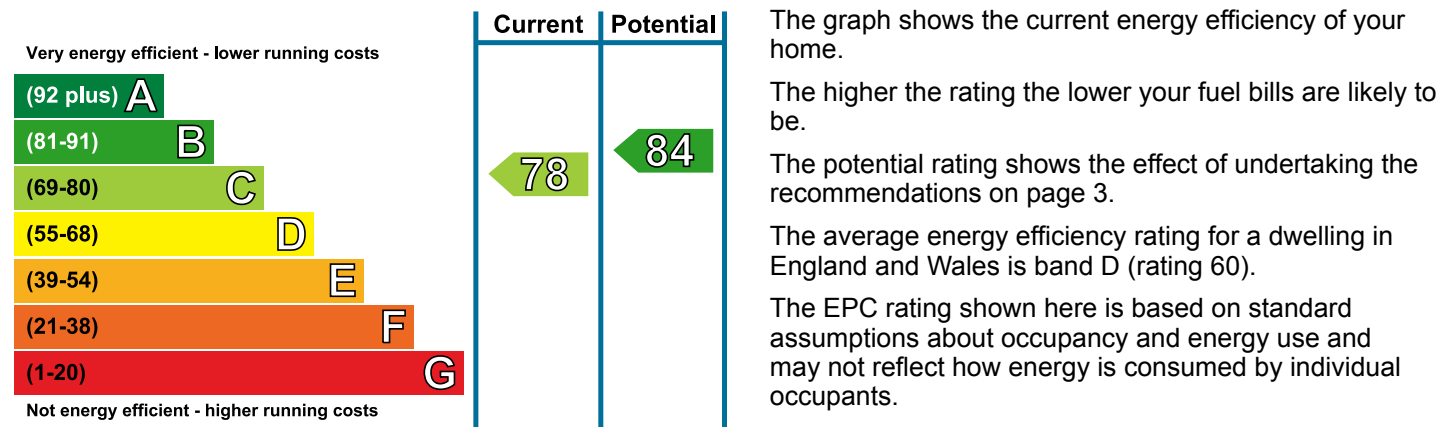 Current Potential
Very energy efficient - lower running costs
(92 plus) A
(81-91) B
(69-80) C
(55-68) D
(39-54) E
(21-38) F
(1-20) G
Not energy efficient - higher running costs
78
84
The graph shows the current energy efficiency of your
home.
The higher the rating the lower your fuel bills are likely to
be.
The potential rating shows the effect of undertaking the
recommendations on page 3.
The average energy efficiency rating for a dwelling in
England and Wales is band D (rating 60).
The EPC rating shown here is based on standard
assumptions about occupancy and energy use and
may not reflect how energy is consumed by individual
occupants.